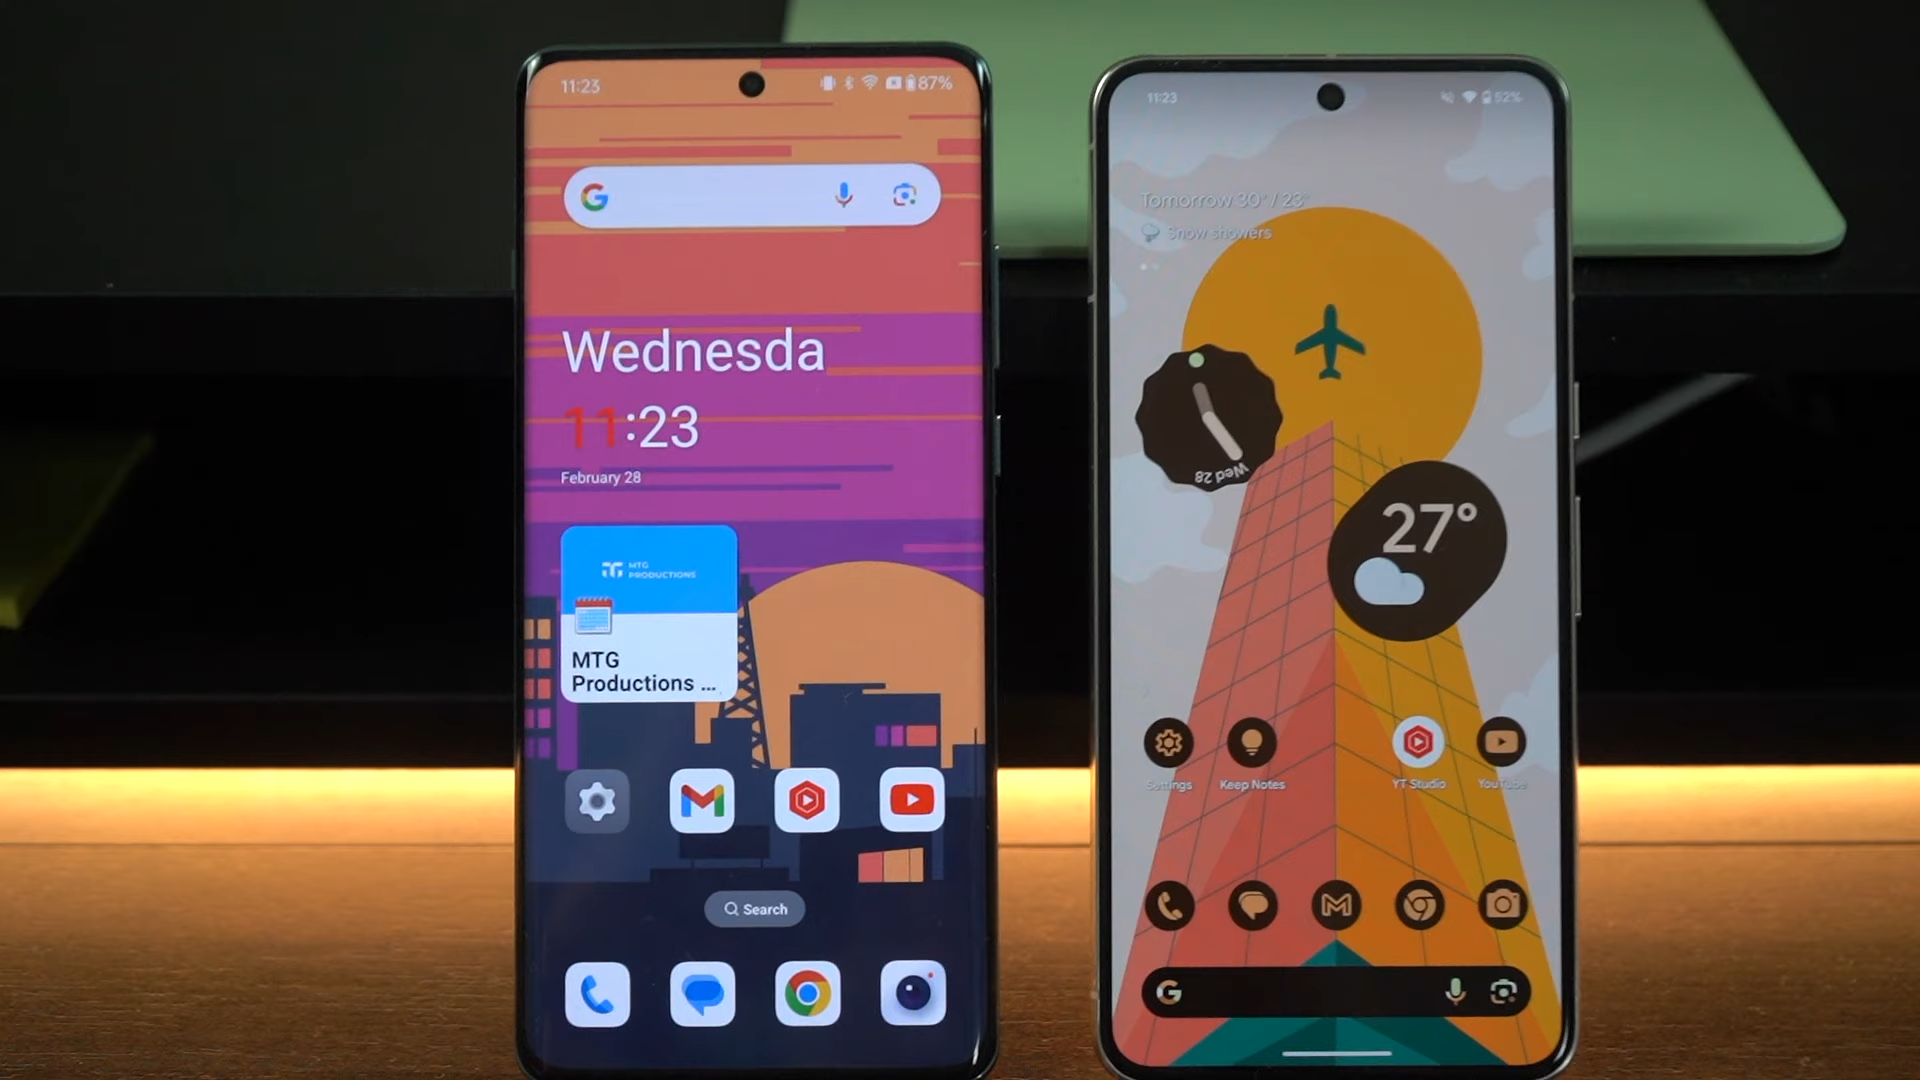 11:23
87%
Wednesda
11:23
February 28
MTG
PRODUCTIONS
MTG
Productions ...
Search
11:23
52%
Tomorrow 30° / 23°
Snow showers
Wed 28
27°
Settings
Keep Notes
YT Studio
YouTube